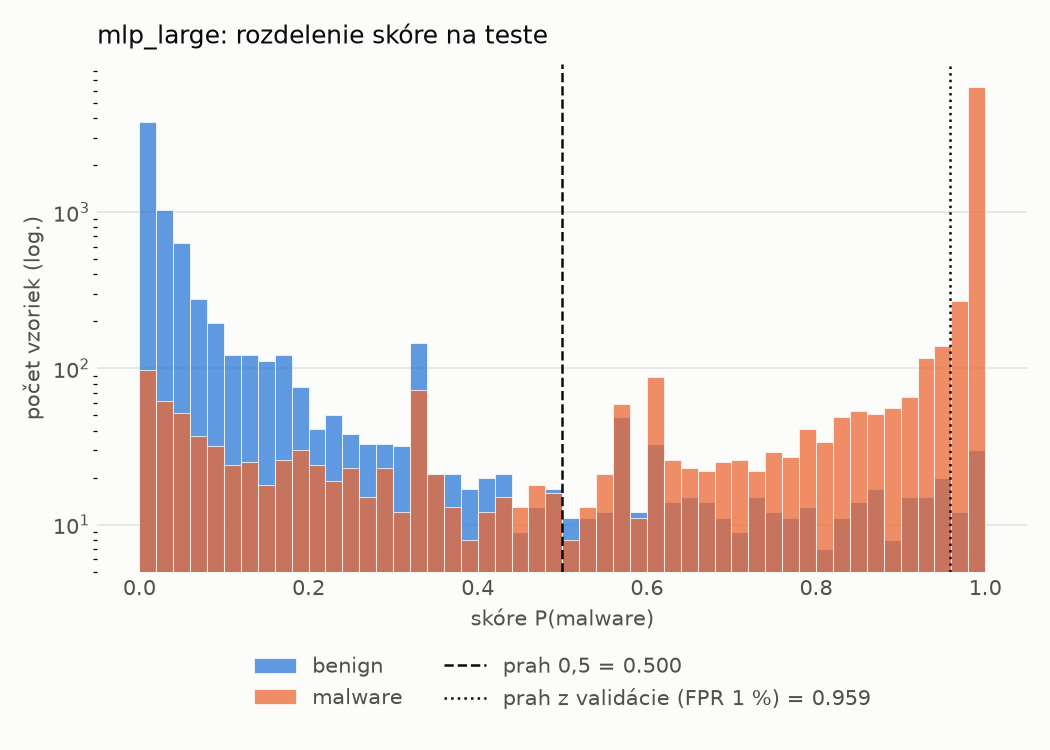 mlp_large: rozdelenie skóre na teste
počet vzoriek (log.)
10³
10²
10¹
0.0 0.2 0.4 0.6 0.8 1.0
skóre P(malware)
benign
malware
prah 0,5 = 0.500
prah z validácie (FPR 1 %) = 0.959